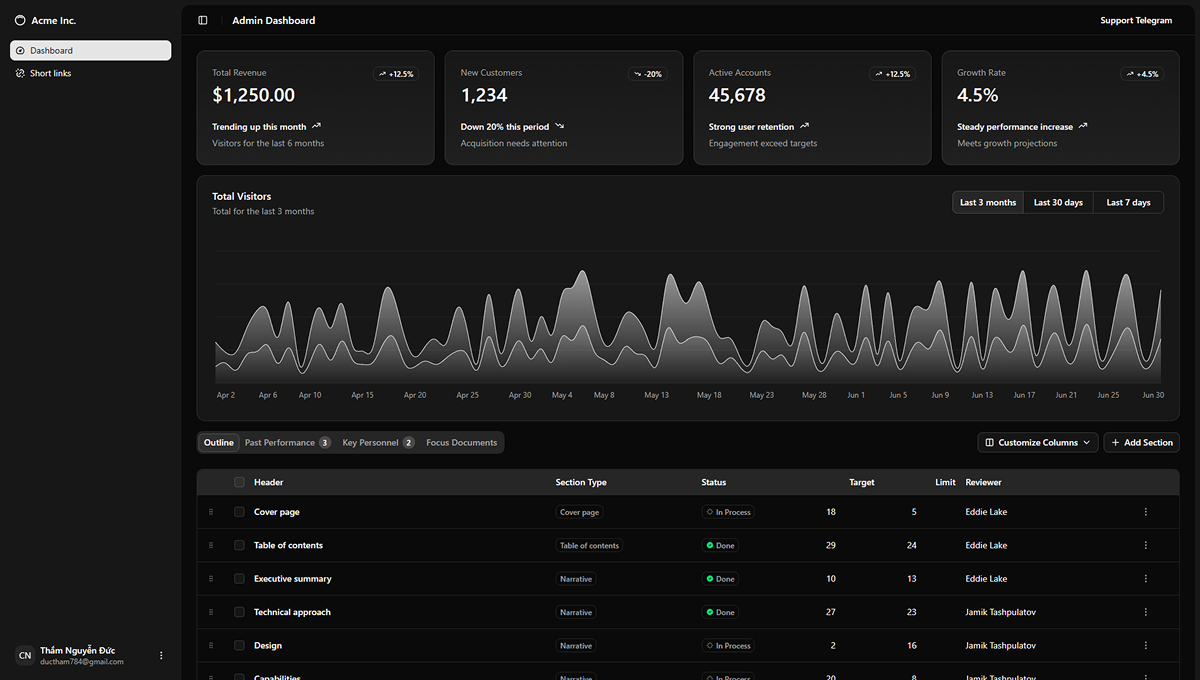 Acme Inc.
Dashboard
Short links
Admin Dashboard
Support Telegram
Total Revenue
+12.5%
$1,250.00
Trending up this month
Visitors for the last 6 months
New Customers
-20%
1,234
Down 20% this period
Acquisition needs attention
Active Accounts
+12.5%
45,678
Strong user retention
Engagement exceed targets
Growth Rate
+4.5%
4.5%
Steady performance increase
Meets growth projections
Total Visitors
Total for the last 3 months
Last 3 months Last 30 days Last 7 days
Apr 2 Apr 6 Apr 10 Apr 15 Apr 20 Apr 25 Apr 30 May 4 May 8 May 13 May 18 May 23 May 28 Jun 1 Jun 5 Jun 9 Jun 13 Jun 17 Jun 21 Jun 25 Jun 30
Outline Past Performance 3 Key Personnel 2 Focus Documents
Customize Columns + Add Section
Header Section Type Status Target Limit Reviewer
Cover page Cover page In Process 18 5 Eddie Lake
Table of contents Table of contents Done 29 24 Eddie Lake
Executive summary Narrative Done 10 13 Eddie Lake
Technical approach Narrative Done 27 23 Jamik Tashpulatov
Design Narrative In Process 2 16 Jamik Tashpulatov
Capabilities Narrative In Process 20 8 Jamik Tashpulatov
CN
Thắm Nguyễn Đức
ductham784@gmail.com